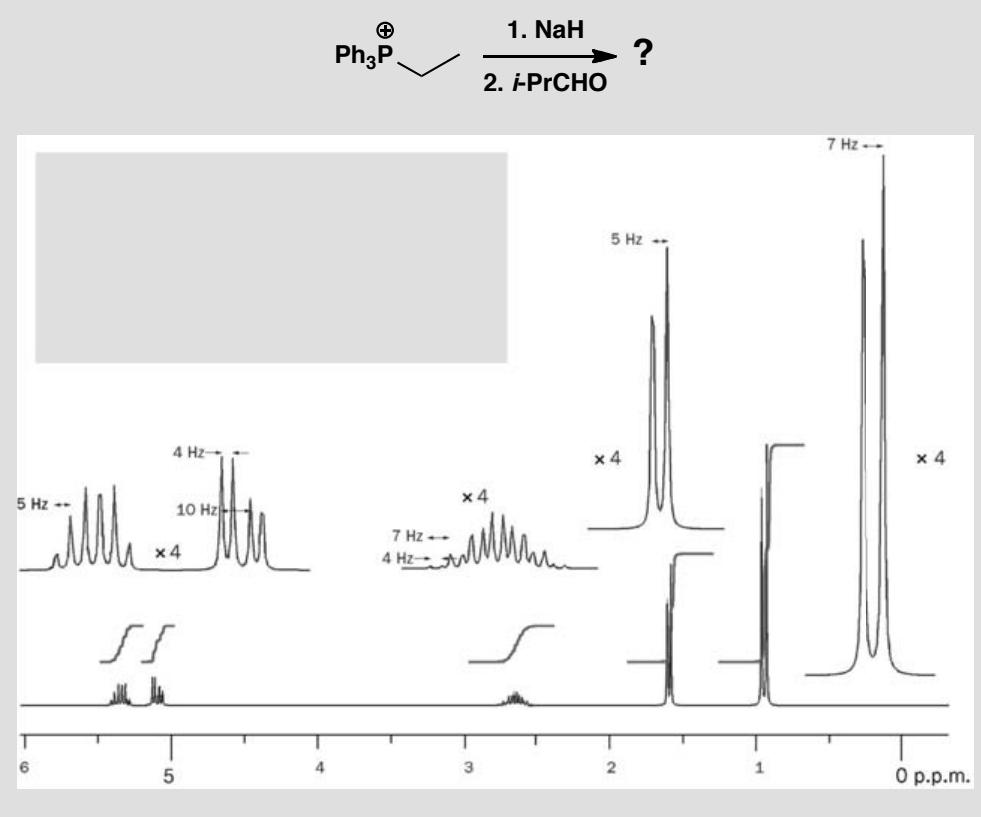 ⊕
Ph₃P
1. NaH
2. i-PrCHO
?
7 Hz
5 Hz
4 Hz
5 Hz
10 Hz
× 4
× 4
7 Hz
4 Hz
× 4
× 4
6 5 4 3 2 1 0 p.p.m.